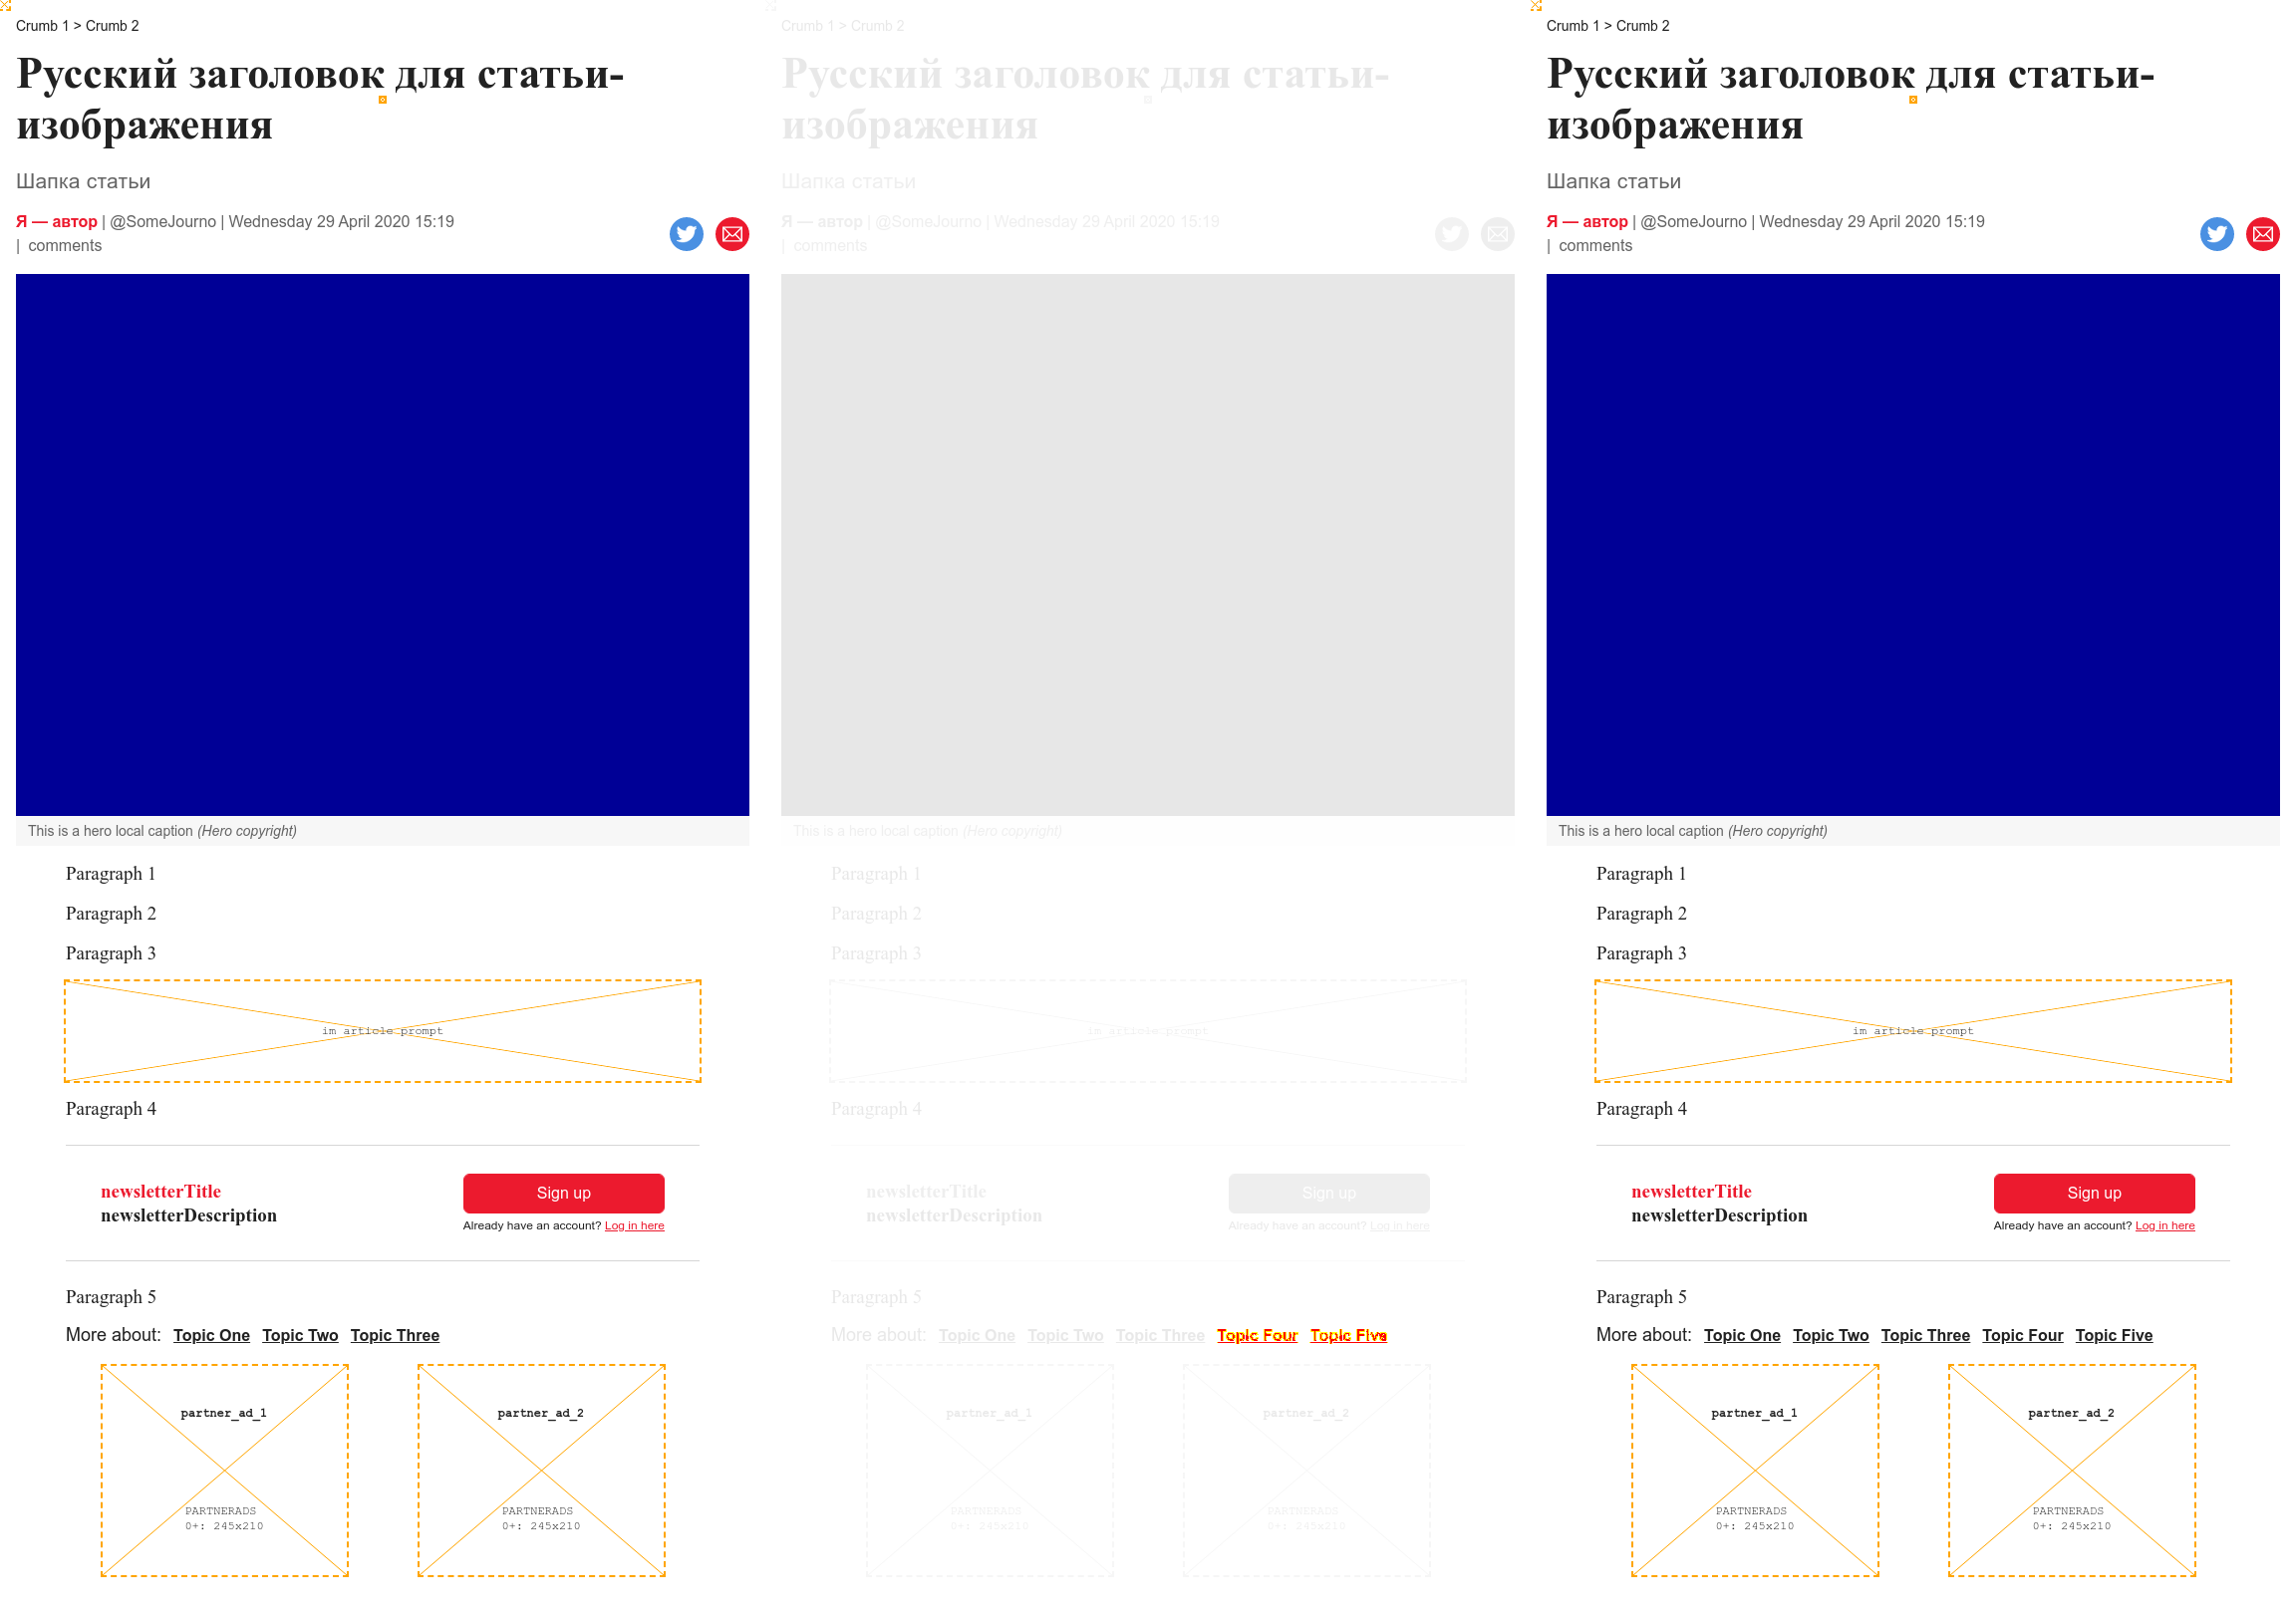 Crumb 1 > Crumb 2
Русский заголовок для статьи-
изображения
Шапка статьи
Я — автор | @SomeJourno | Wednesday 29 April 2020 15:19
| comments
This is a hero local caption (Hero copyright)
Paragraph 1
Paragraph 2
Paragraph 3
im article prompt
Paragraph 4
newsletterTitle
newsletterDescription
Sign up
Already have an account? Log in here
Paragraph 5
More about: Topic One Topic Two Topic Three
partner_ad_1
PARTNERADS
0+: 245x210
partner_ad_2
PARTNERADS
0+: 245x210
Crumb 1 > Crumb 2
Русский заголовок для статьи-
изображения
Шапка статьи
Я — автор | @SomeJourno | Wednesday 29 April 2020 15:19
| comments
This is a hero local caption (Hero copyright)
Paragraph 1
Paragraph 2
Paragraph 3
im article prompt
Paragraph 4
newsletterTitle
newsletterDescription
Sign up
Already have an account? Log in here
Paragraph 5
More about: Topic One Topic Two Topic Three Topic Four Topic Five
partner_ad_1
PARTNERADS
0+: 245x210
partner_ad_2
PARTNERADS
0+: 245x210
Crumb 1 > Crumb 2
Русский заголовок для статьи-
изображения
Шапка статьи
Я — автор | @SomeJourno | Wednesday 29 April 2020 15:19
| comments
This is a hero local caption (Hero copyright)
Paragraph 1
Paragraph 2
Paragraph 3
im article prompt
Paragraph 4
newsletterTitle
newsletterDescription
Sign up
Already have an account? Log in here
Paragraph 5
More about: Topic One Topic Two Topic Three Topic Four Topic Five
partner_ad_1
PARTNERADS
0+: 245x210
partner_ad_2
PARTNERADS
0+: 245x210